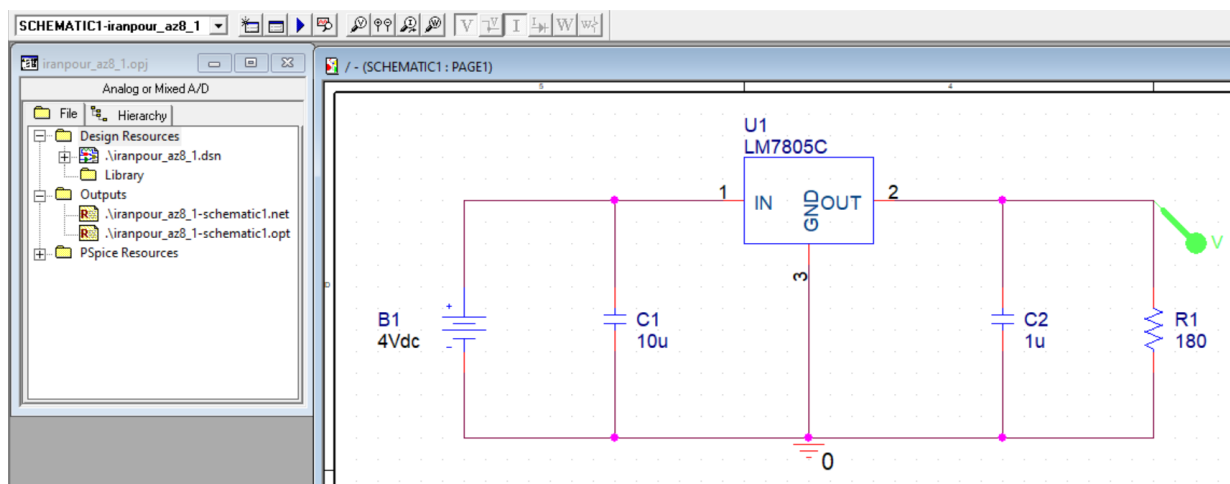 SCHEMATIC1-iranpour_az8_1
V I W
iranpour_az8_1.opj
Analog or Mixed A/D
File Hierarchy
Design Resources
.\iranpour_az8_1.dsn
Library
Outputs
.\iranpour_az8_1-schematic1.net
.\iranpour_az8_1-schematic1.opt
PSpice Resources
/ - (SCHEMATIC1 : PAGE1)
5 4
U1
LM7805C
1 IN GND OUT 2
3
V
D
B1
4Vdc
+
-
C1
10u
C2
1u
R1
180
0